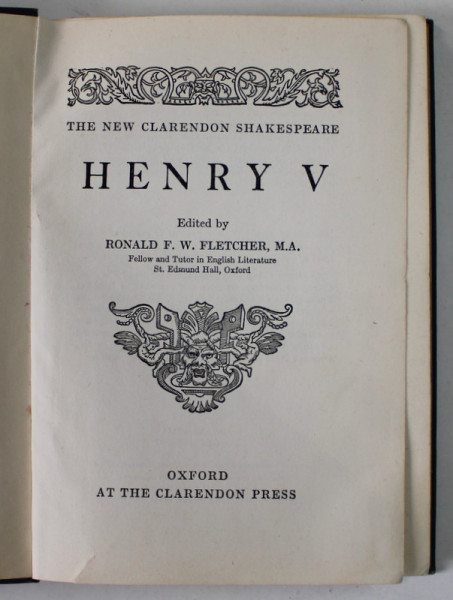 THE NEW CLARENDON SHAKESPEARE
HENRY V
Edited by
RONALD F. W. FLETCHER, M.A.
Fellow and Tutor in English Literature
St. Edmund Hall, Oxford
OXFORD
AT THE CLARENDON PRESS